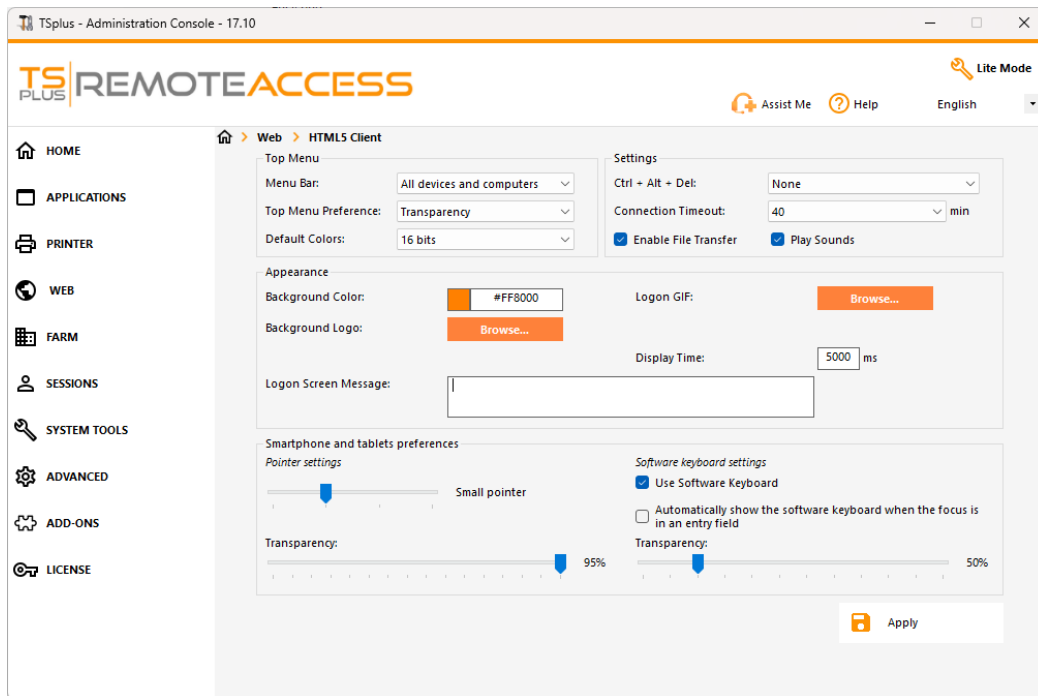 TSplus - Administration Console - 17.10
TS PLUS REMOTEACCESS
Lite Mode
Assist Me
Help
English
HOME
APPLICATIONS
PRINTER
WEB
FARM
SESSIONS
SYSTEM TOOLS
ADVANCED
ADD-ONS
LICENSE
Web > HTML5 Client
Top Menu
Menu Bar: All devices and computers
Top Menu Preference: Transparency
Default Colors: 16 bits
Settings
Ctrl + Alt + Del: None
Connection Timeout: 40 min
Enable File Transfer
Play Sounds
Appearance
Background Color: #FF8000
Logon GIF: Browse...
Background Logo: Browse...
Display Time: 5000 ms
Logon Screen Message:
Smartphone and tablets preferences
Pointer settings
Small pointer
Transparency:
95%
Software keyboard settings
Use Software Keyboard
Automatically show the software keyboard when the focus is
in an entry field
Transparency:
50%
Apply